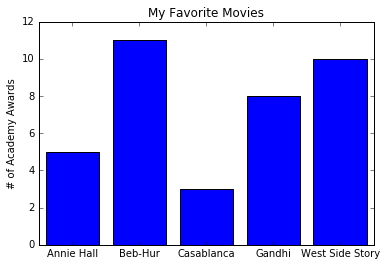 My Favorite Movies
# of Academy Awards
12
10
8
6
4
2
0
Annie Hall
Beb-Hur
Casablanca
Gandhi
West Side Story